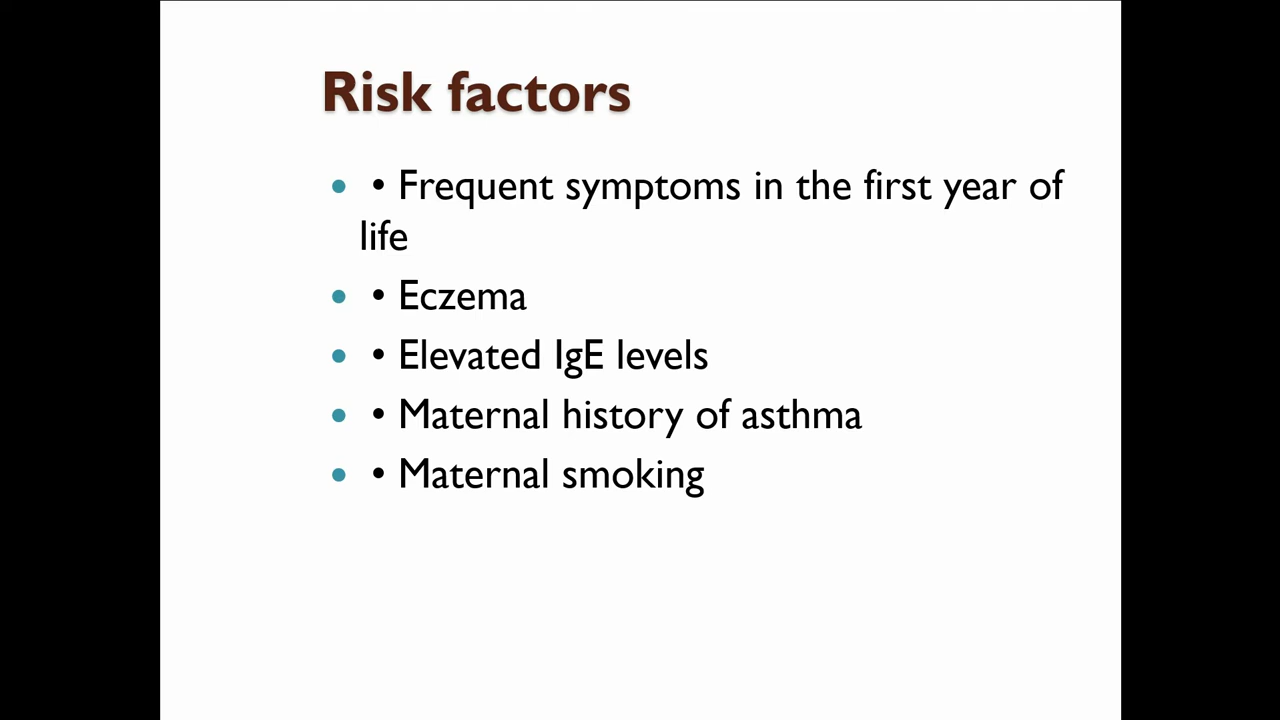 Risk factors
• • Frequent symptoms in the first year of
life
• • Eczema
• • Elevated IgE levels
• • Maternal history of asthma
• • Maternal smoking